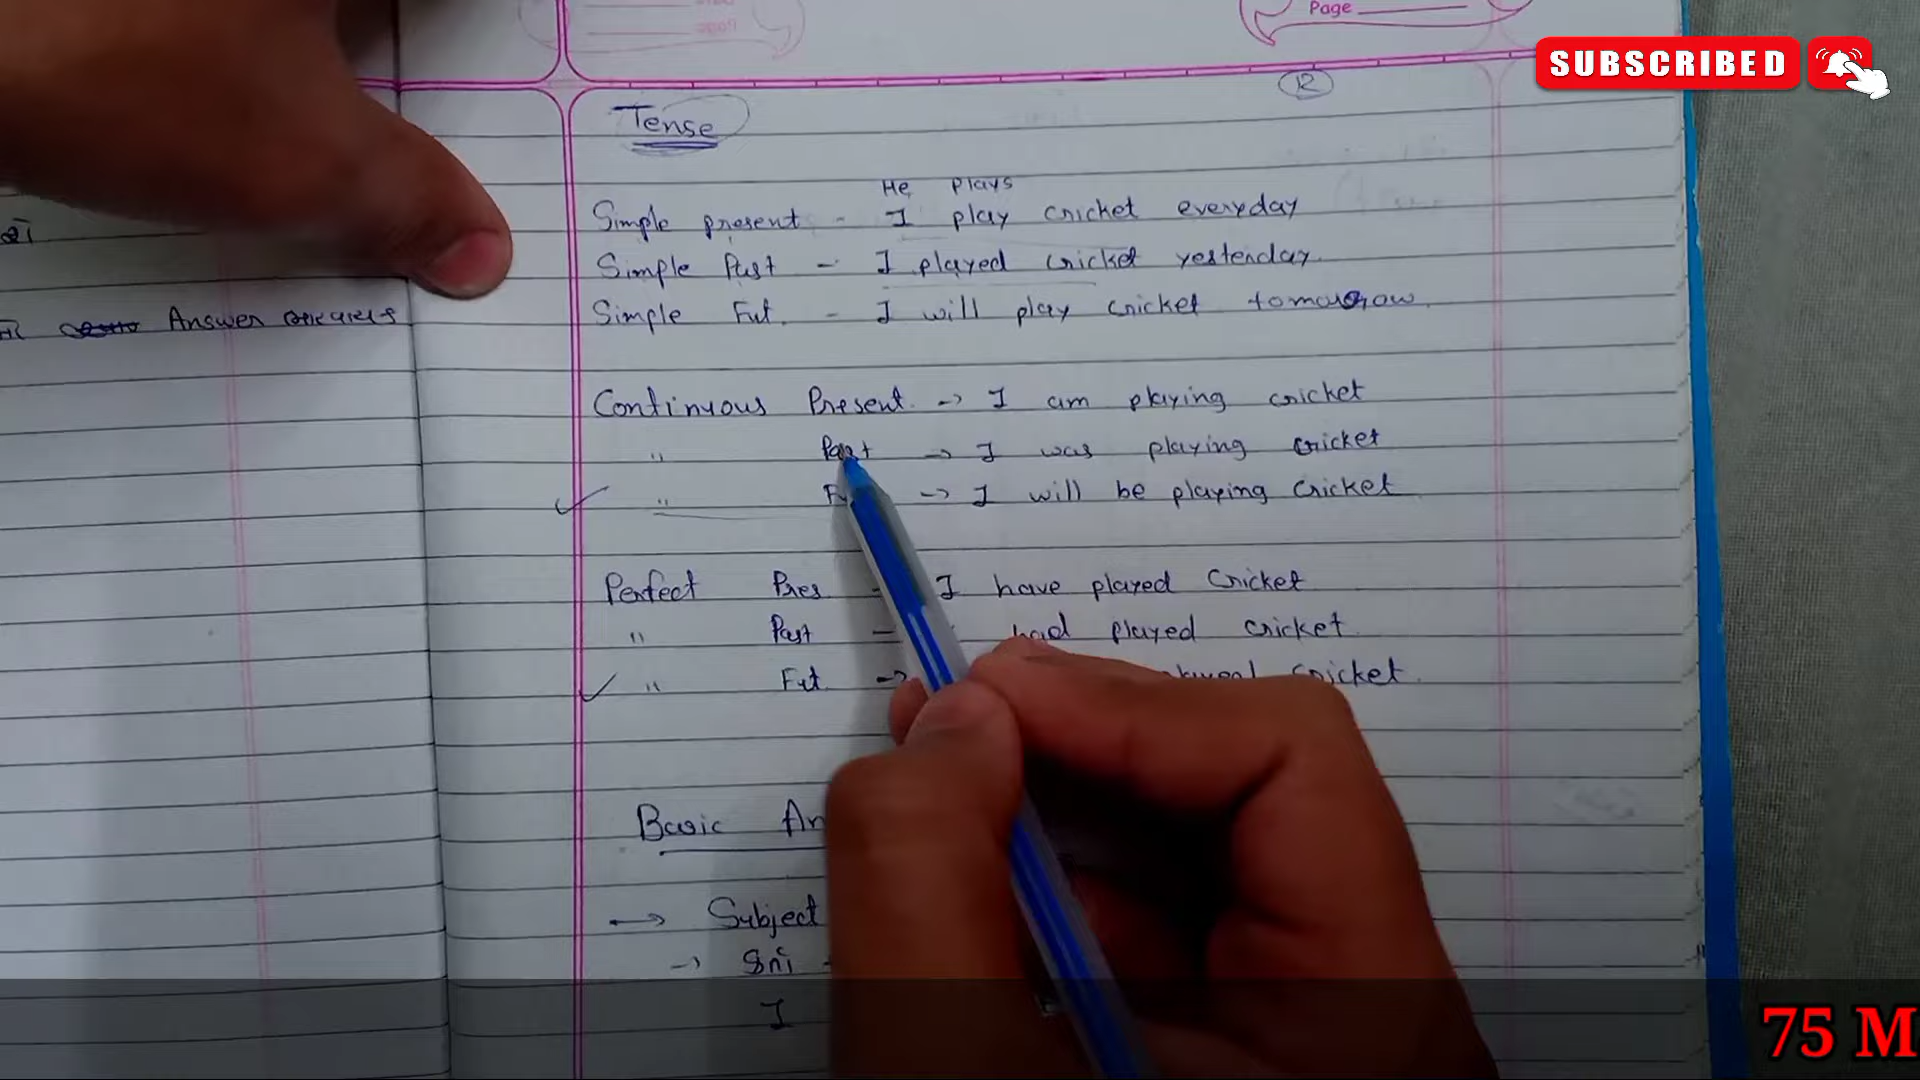 Page
SUBSCRIBED
12
Tense
He plays
Simple present - I play cricket everyday
Simple Past - I played cricket yesterday
Simple Fut. - I will play cricket tomorrow
Answer
Continuous Present -> I am playing cricket
" Past -> I was playing cricket
" -> I will be playing cricket
Perfect Pres - I have played cricket
" Past - had played cricket
" Fut -> cricket
Basic
-> Subject
->
I
75 M